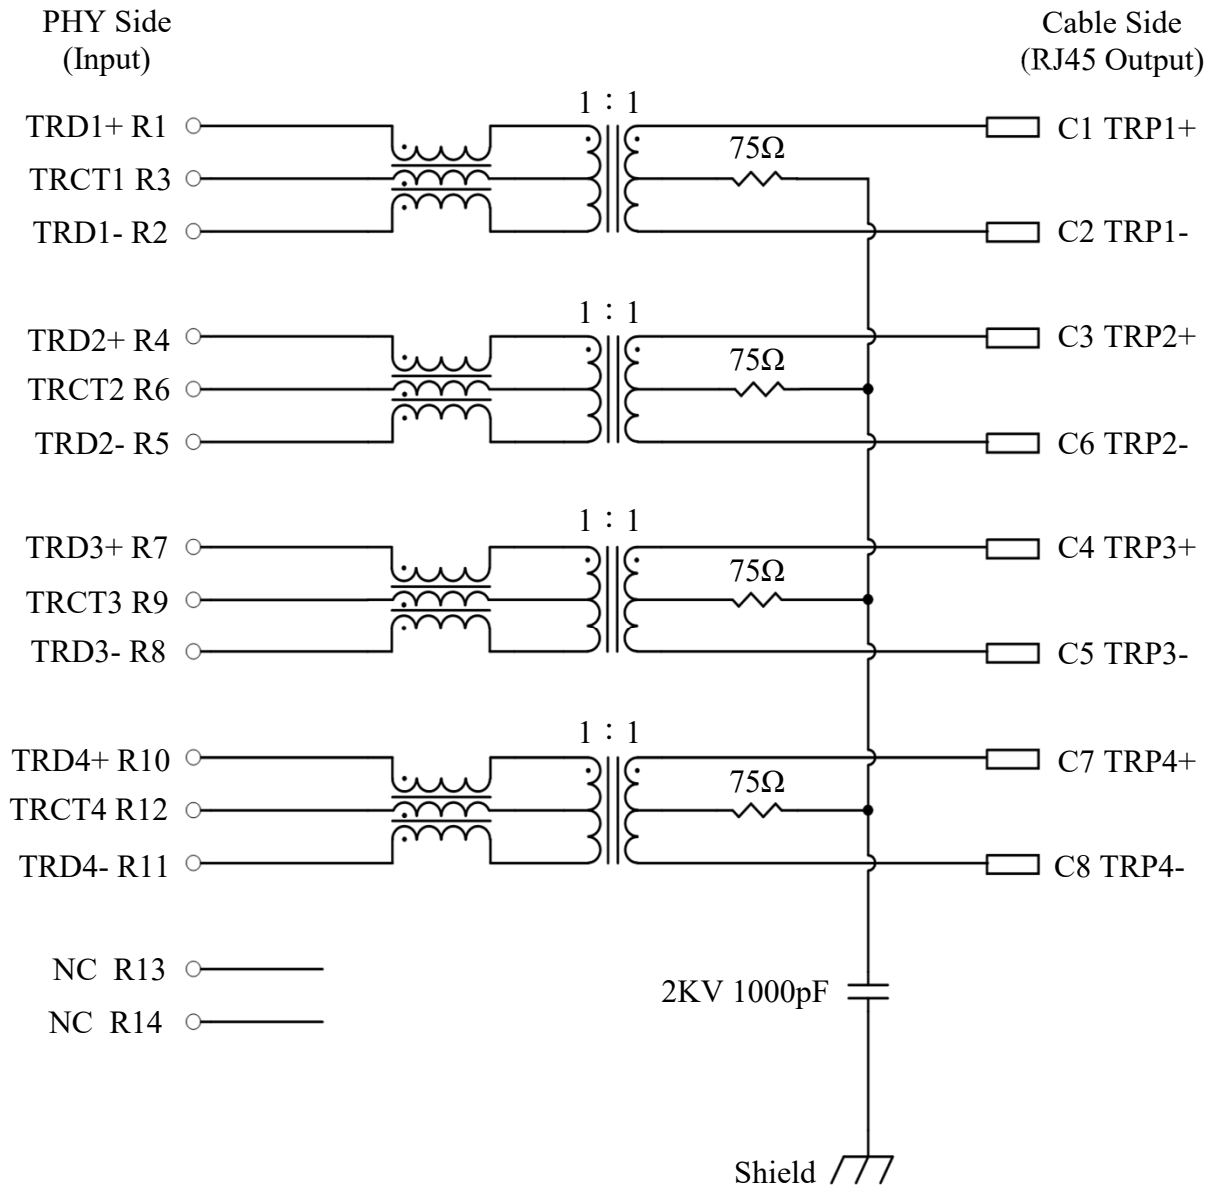 PHY Side
(Input)
Cable Side
(RJ45 Output)
1 : 1
TRD1+ R1
C1 TRP1+
75Ω
TRCT1 R3
TRD1- R2
C2 TRP1-
1 : 1
TRD2+ R4
C3 TRP2+
75Ω
TRCT2 R6
TRD2- R5
C6 TRP2-
1 : 1
TRD3+ R7
C4 TRP3+
75Ω
TRCT3 R9
TRD3- R8
C5 TRP3-
1 : 1
TRD4+ R10
C7 TRP4+
75Ω
TRCT4 R12
TRD4- R11
C8 TRP4-
NC R13
2KV 1000pF
NC R14
Shield